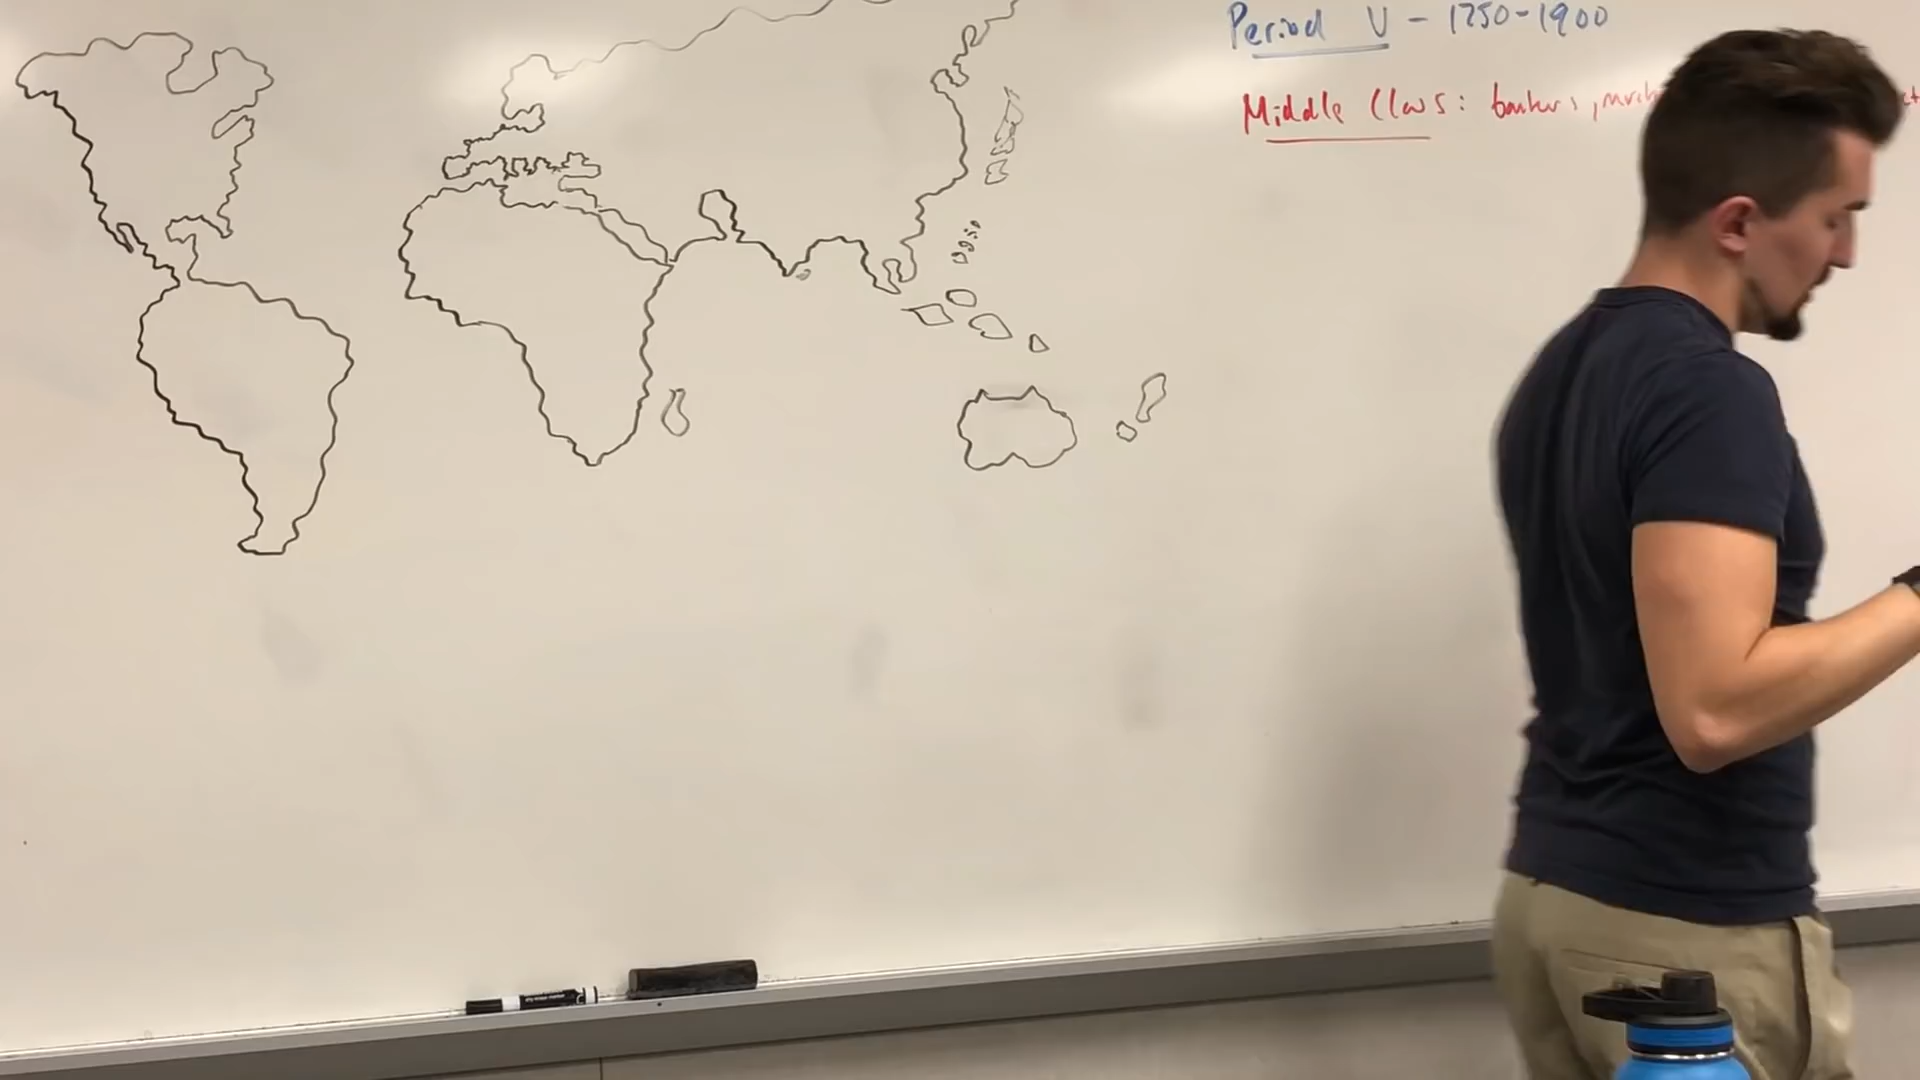 Period V - 1750-1900
Middle Class: bankers,